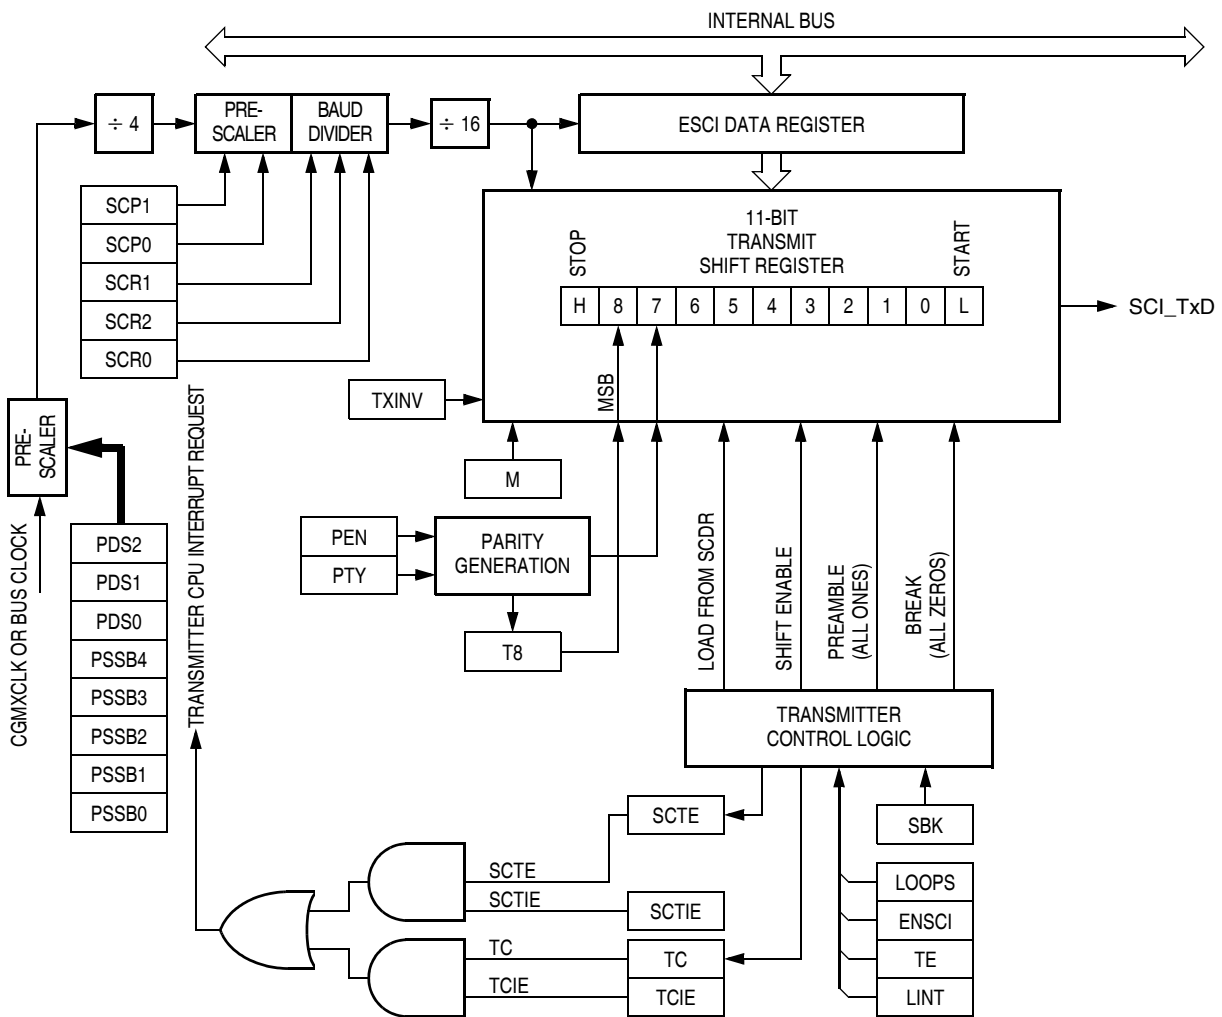 INTERNAL BUS
÷ 4
PRE-
SCALER
BAUD
DIVIDER
÷ 16
ESCI DATA REGISTER
SCP1
SCP0
SCR1
SCR2
SCR0
11-BIT
TRANSMIT
SHIFT REGISTER
STOP
START
H 8 7 6 5 4 3 2 1 0 L
SCI_TxD
TXINV
MSB
M
PRE-
SCALER
CGMXCLK OR BUS CLOCK
TRANSMITTER CPU INTERRUPT REQUEST
PDS2
PDS1
PDS0
PSSB4
PSSB3
PSSB2
PSSB1
PSSB0
PEN
PTY
PARITY
GENERATION
T8
LOAD FROM SCDR
SHIFT ENABLE
PREAMBLE
(ALL ONES)
BREAK
(ALL ZEROS)
TRANSMITTER
CONTROL LOGIC
SCTE
SBK
SCTE
SCTIE
SCTIE
TC
TC
TCIE
TCIE
LOOPS
ENSCI
TE
LINT